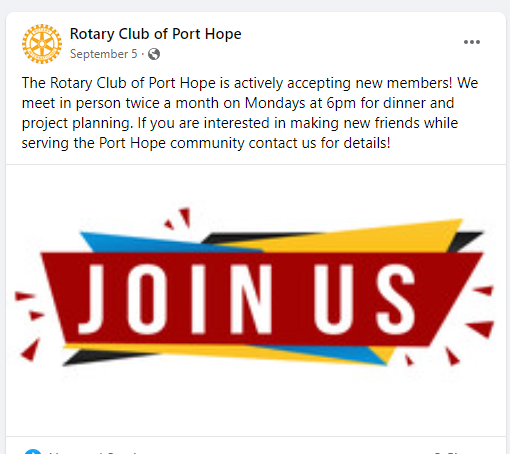 Rotary Club of Port Hope
September 5 ·
The Rotary Club of Port Hope is actively accepting new members! We
meet in person twice a month on Mondays at 6pm for dinner and
project planning. If you are interested in making new friends while
serving the Port Hope community contact us for details!
JOIN US